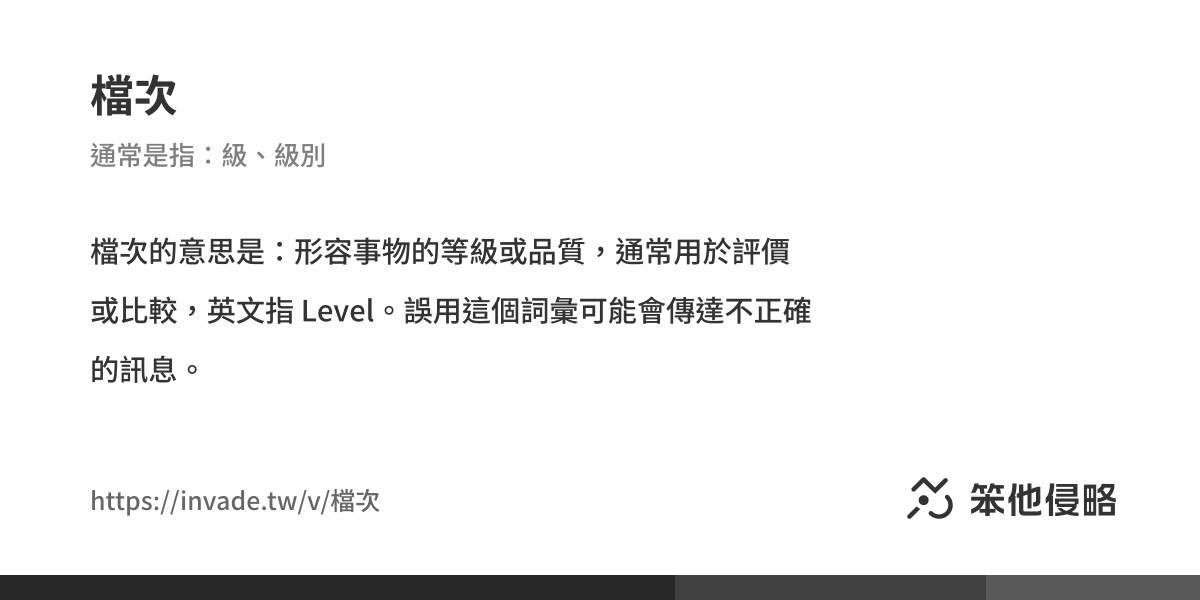 檔次
通常是指：級、級別
檔次的意思是：形容事物的等級或品質，通常用於評價
或比較，英文指 Level。誤用這個詞彙可能會傳達不正確
的訊息。
https://invade.tw/v/檔次
笨他侵略